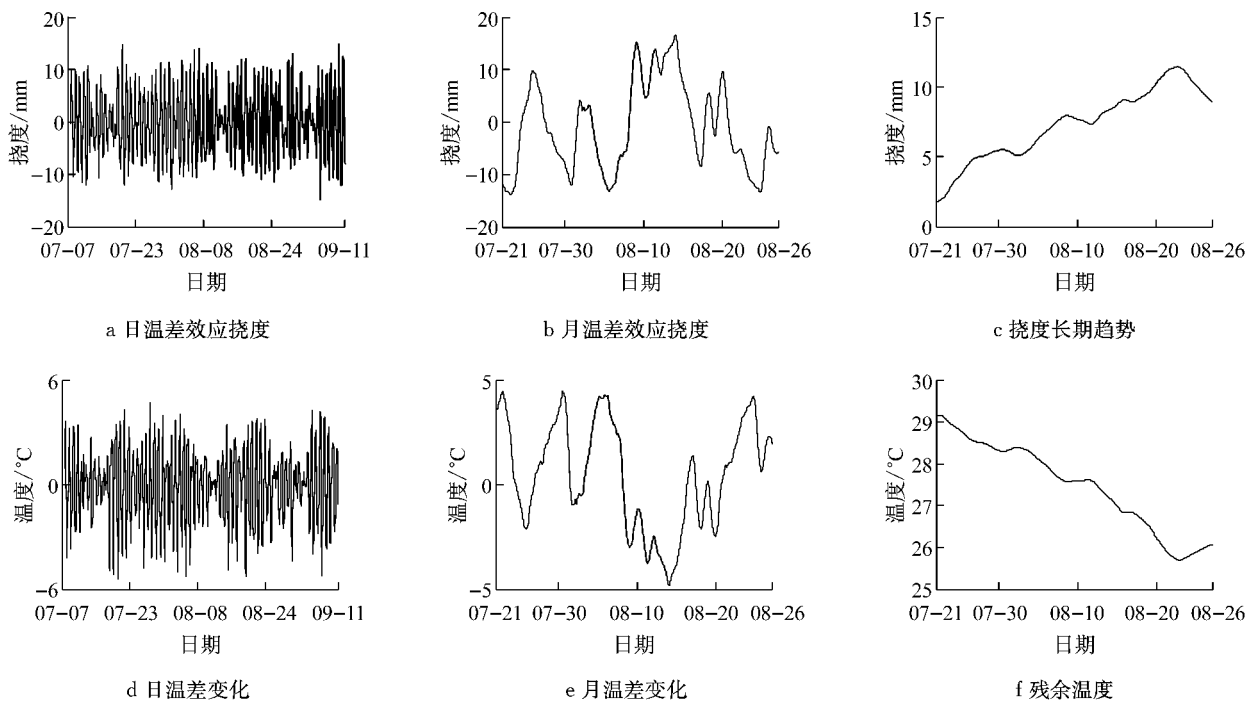 20
10
0
−10
−20
挠度/mm
07−07 07−23 08−08 08−24 09−11
日期
a 日温差效应挠度
20
10
0
−10
−20
挠度/mm
07−21 07−30 08−10 08−20 08−26
日期
b 月温差效应挠度
15
10
5
0
挠度/mm
07−21 07−30 08−10 08−20 08−26
日期
c 挠度长期趋势
6
0
−6
温度/°C
07−07 07−23 08−08 08−24 09−11
日期
d 日温差变化
5
0
−5
温度/°C
07−21 07−30 08−10 08−20 08−26
日期
e 月温差变化
30
29
28
27
26
25
温度/°C
07−21 07−30 08−10 08−20 08−26
日期
f 残余温度